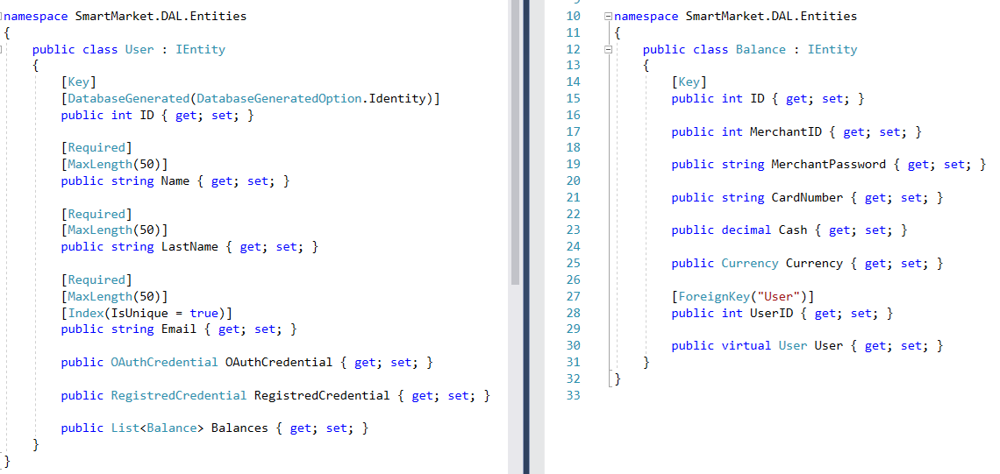 namespace SmartMarket.DAL.Entities
{
public class User : IEntity
{
[Key]
[DatabaseGenerated(DatabaseGeneratedOption.Identity)]
public int ID { get; set; }
[Required]
[MaxLength(50)]
public string Name { get; set; }
[Required]
[MaxLength(50)]
public string LastName { get; set; }
[Required]
[MaxLength(50)]
[Index(IsUnique = true)]
public string Email { get; set; }
public OAuthCredential OAuthCredential { get; set; }
public RegistredCredential RegistredCredential { get; set; }
public List<Balance> Balances { get; set; }
}
}
10 namespace SmartMarket.DAL.Entities
11 {
12 public class Balance : IEntity
13 {
14 [Key]
15 public int ID { get; set; }
16
17 public int MerchantID { get; set; }
18
19 public string MerchantPassword { get; set; }
20
21 public string CardNumber { get; set; }
22
23 public decimal Cash { get; set; }
24
25 public Currency Currency { get; set; }
26
27 [ForeignKey("User")]
28 public int UserID { get; set; }
29
30 public virtual User User { get; set; }
31 }
32 }
33